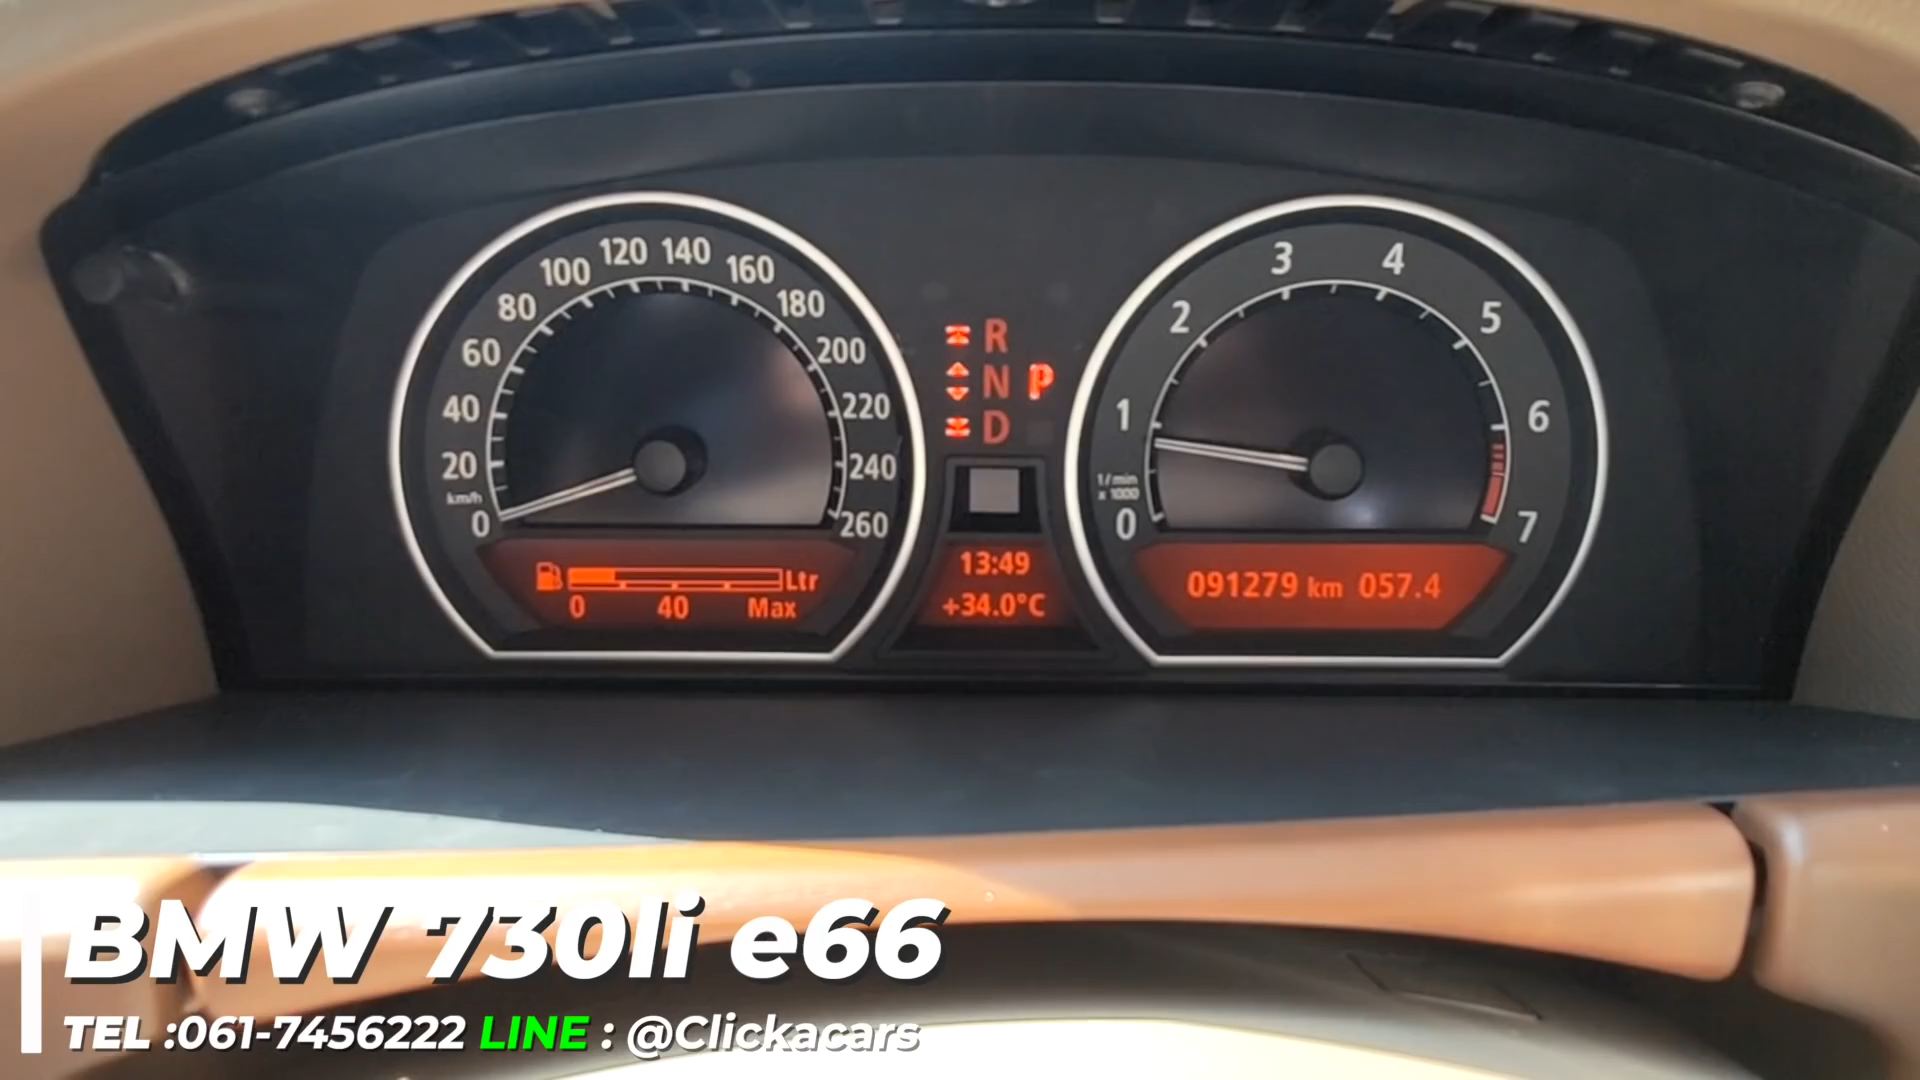 0
20
40
60
80
100
120
140
160
180
200
220
240
260
km/h
0 40 Max
Ltr
R
N P
D
13:49
+34.0°C
0
1
2
3
4
5
6
7
1/min
x 1000
091279 km 057.4
BMW 730li e66
TEL :061-7456222 LINE : @Clickacars